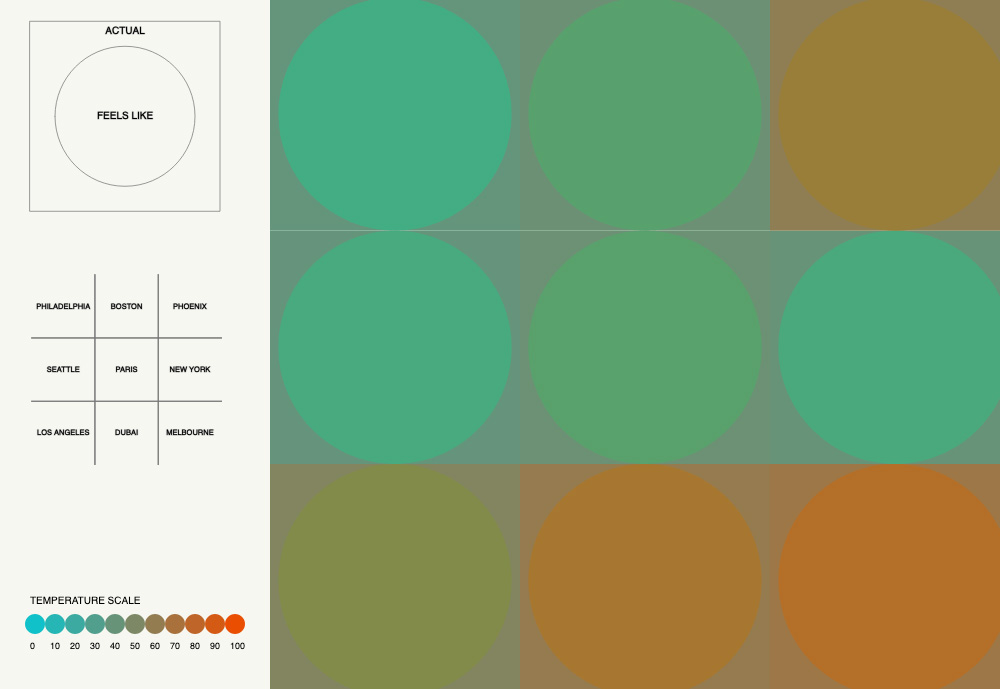 ACTUAL
FEELS LIKE
PHILADELPHIA BOSTON PHOENIX
SEATTLE PARIS NEW YORK
LOS ANGELES DUBAI MELBOURNE
TEMPERATURE SCALE
0 10 20 30 40 50 60 70 80 90 100